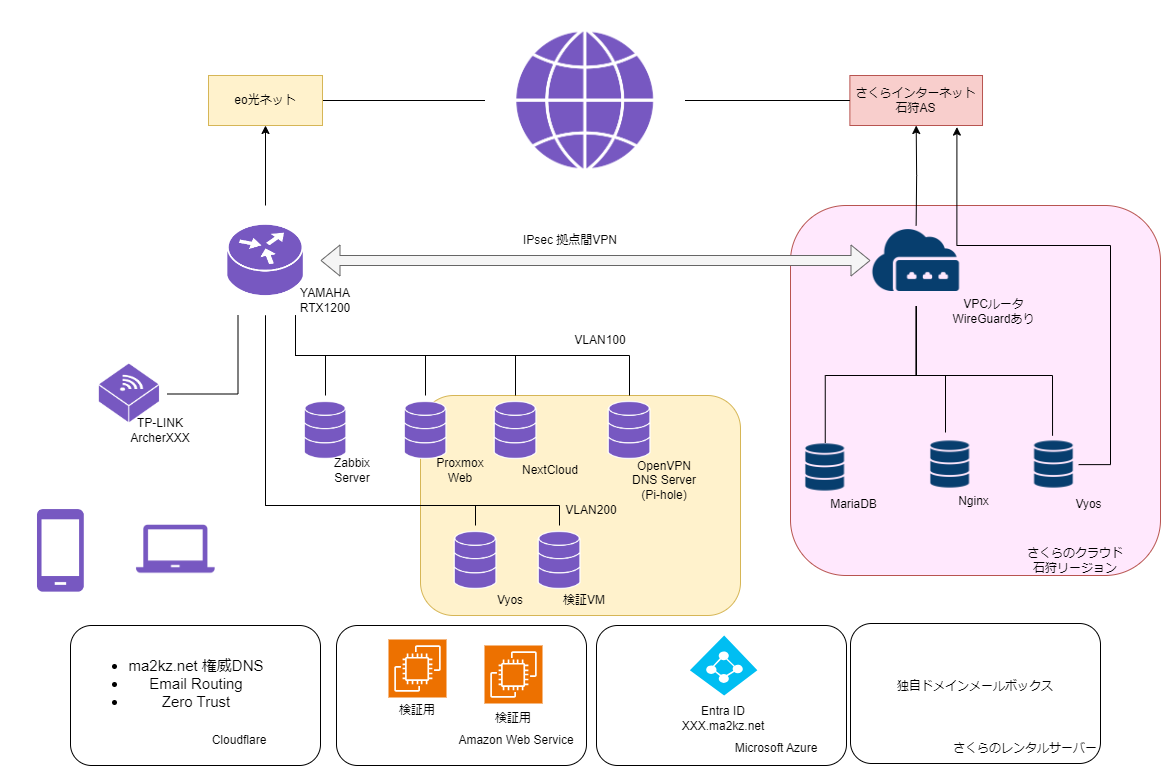 eo光ネット
さくらインターネット
石狩AS
IPsec 拠点間VPN
YAMAHA
RTX1200
VPCルータ
WireGuardあり
VLAN100
TP-LINK
ArcherXXX
Zabbix
Server
Proxmox
Web
NextCloud
OpenVPN
DNS Server
(Pi-hole)
MariaDB
Nginx
Vyos
VLAN200
Vyos
検証VM
さくらのクラウド
石狩リージョン
ma2kz.net 権威DNS
Email Routing
Zero Trust
Cloudflare
検証用
検証用
Amazon Web Service
Entra ID
XXX.ma2kz.net
Microsoft Azure
独自ドメインメールボックス
さくらのレンタルサーバー